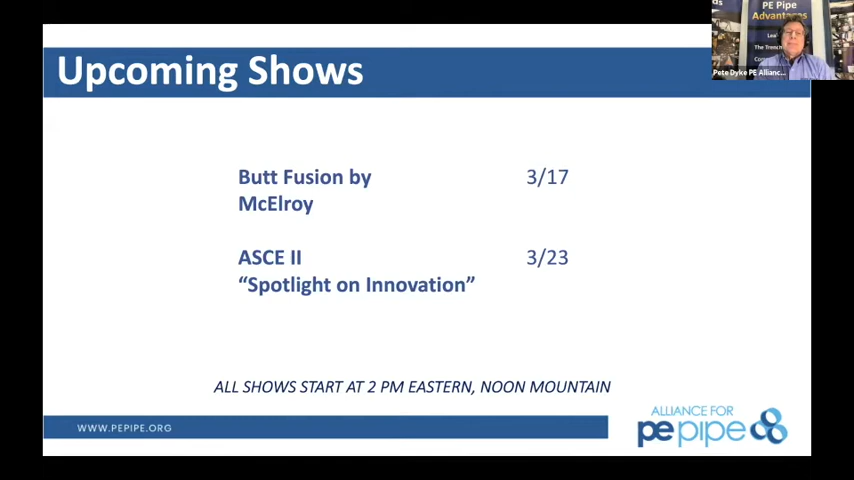 Upcoming Shows
PE Pipe
Advantages
The Trench
Pete Dyke PE Allianc...
Butt Fusion by
McElroy
3/17
ASCE II
“Spotlight on Innovation”
3/23
ALL SHOWS START AT 2 PM EASTERN, NOON MOUNTAIN
WWW.PEPIPE.ORG
ALLIANCE FOR
pe pipe